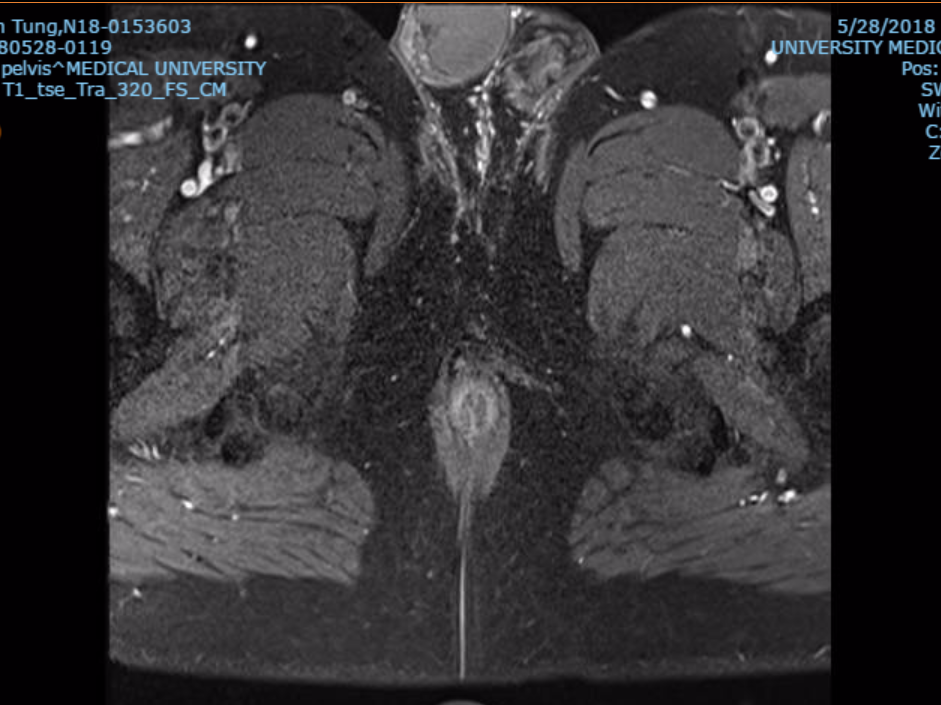 n Tung,N18-0153603
80528-0119
pelvis^MEDICAL UNIVERSITY
T1_tse_Tra_320_FS_CM
5/28/2018
UNIVERSITY MEDIC
Pos:
SW
Wi
C:
Z